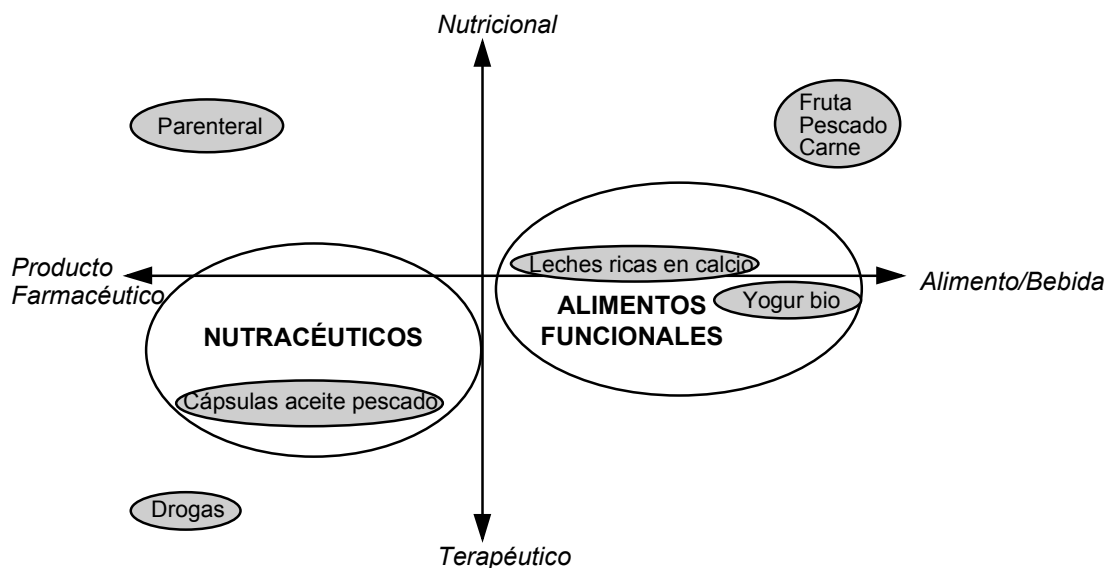 Nutricional
Parenteral
Fruta
Pescado
Carne
Producto
Farmacéutico
Leches ricas en calcio
Alimento/Bebida
Yogur bio
ALIMENTOS
FUNCIONALES
NUTRACÉUTICOS
Cápsulas aceite pescado
Drogas
Terapéutico